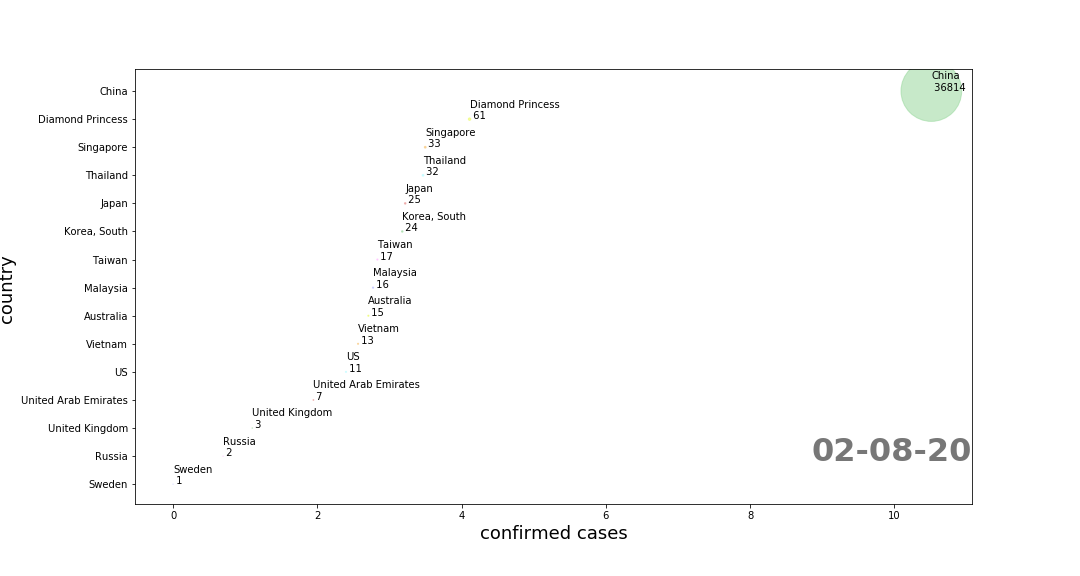 China
36814
China
Diamond Princess
61
Diamond Princess
Singapore
33
Singapore
Thailand
32
Thailand
Japan
25
Japan
Korea, South
24
Korea, South
Taiwan
17
Taiwan
Malaysia
16
Malaysia
Australia
15
Australia
Vietnam
13
Vietnam
US
11
US
United Arab Emirates
7
United Arab Emirates
United Kingdom
3
United Kingdom
Russia
2
Russia
Sweden
1
Sweden
02-08-20
country
0 2 4 6 8 10
confirmed cases